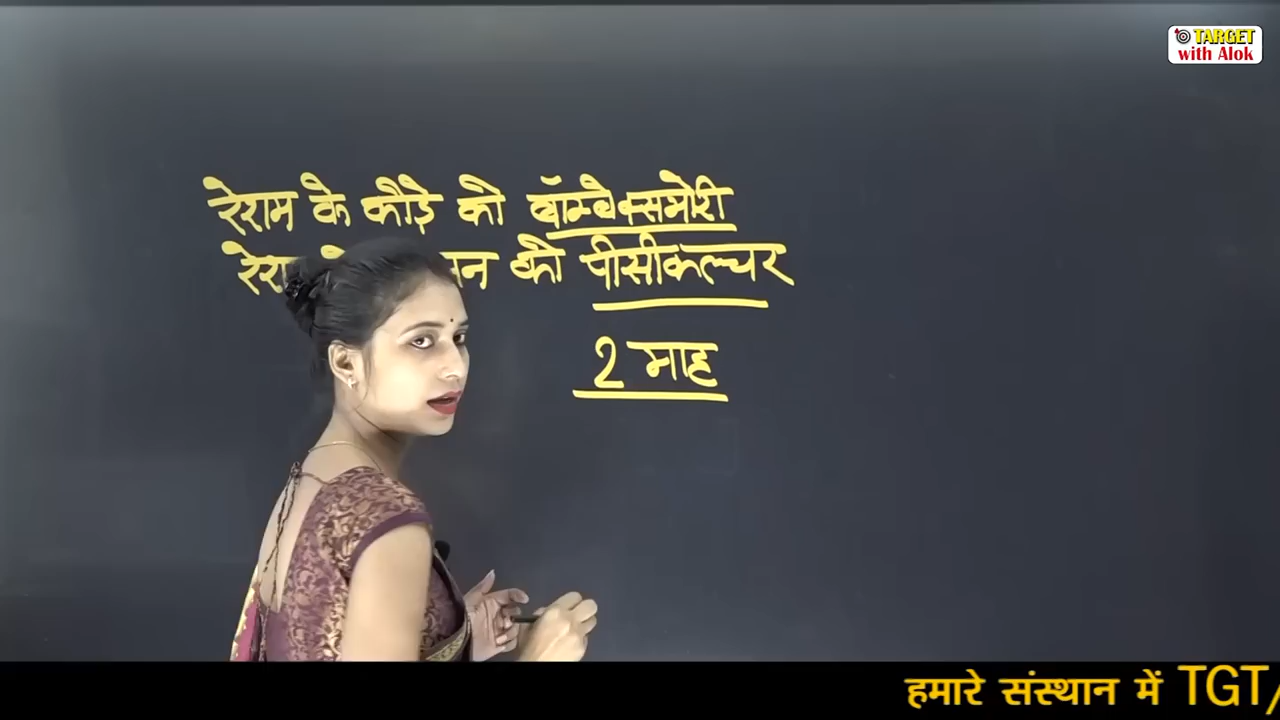 TARGET
with Alok
रेशम के कीड़े को बॉम्बैक्समोरी
को पीसीकल्चर
2 माह
हमारे संस्थान में TGT/